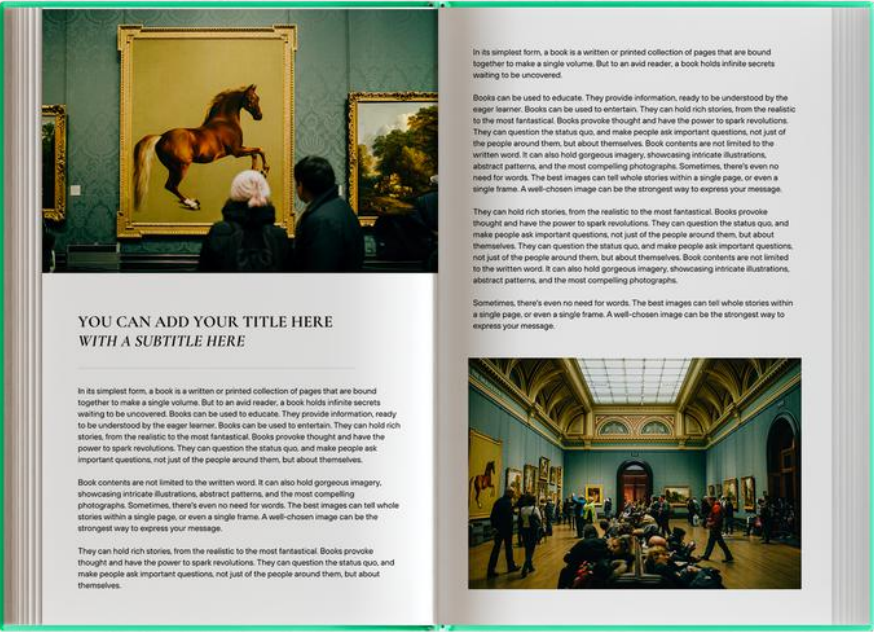 YOU CAN ADD YOUR TITLE HERE
WITH A SUBTITLE HERE
In its simplest form, a book is a written or printed collection of pages that are bound
together to make a single volume. But to an avid reader, a book holds infinite secrets
waiting to be uncovered. Books can be used to educate. They provide information, ready
to be understood by the eager learner. Books can be used to entertain. They can hold rich
stories, from the realistic to the most fantastical. Books provoke thought and have the
power to spark revolutions. They can question the status quo, and make people ask
important questions, not just of the people around them, but about themselves.
Book contents are not limited to the written word. It can also hold gorgeous imagery,
showcasing intricate illustrations, abstract patterns, and the most compelling
photographs. Sometimes, there's even no need for words. The best images can tell whole
stories within a single page, or even a single frame. A well-chosen image can be the
strongest way to express your message.
They can hold rich stories, from the realistic to the most fantastical. Books provoke
thought and have the power to spark revolutions. They can question the status quo, and
make people ask important questions, not just of the people around them, but about
themselves.
In its simplest form, a book is a written or printed collection of pages that are bound
together to make a single volume. But to an avid reader, a book holds infinite secrets
waiting to be uncovered.
Books can be used to educate. They provide information, ready to be understood by the
eager learner. Books can be used to entertain. They can hold rich stories, from the realistic
to the most fantastical. Books provoke thought and have the power to spark revolutions.
They can question the status quo, and make people ask important questions, not just of
the people around them, but about themselves. Book contents are not limited to the
written word. It can also hold gorgeous imagery, showcasing intricate illustrations,
abstract patterns, and the most compelling photographs. Sometimes, there's even no
need for words. The best images can tell whole stories within a single page, or even a
single frame. A well-chosen image can be the strongest way to express your message.
They can hold rich stories, from the realistic to the most fantastical. Books provoke
thought and have the power to spark revolutions. They can question the status quo, and
make people ask important questions, not just of the people around them, but about
themselves. They can question the status quo, and make people ask important questions,
not just of the people around them, but about themselves. Book contents are not limited
to the written word. It can also hold gorgeous imagery, showcasing intricate illustrations,
abstract patterns, and the most compelling photographs.
Sometimes, there's even no need for words. The best images can tell whole stories within
a single page, or even a single frame. A well-chosen image can be the strongest way to
express your message.